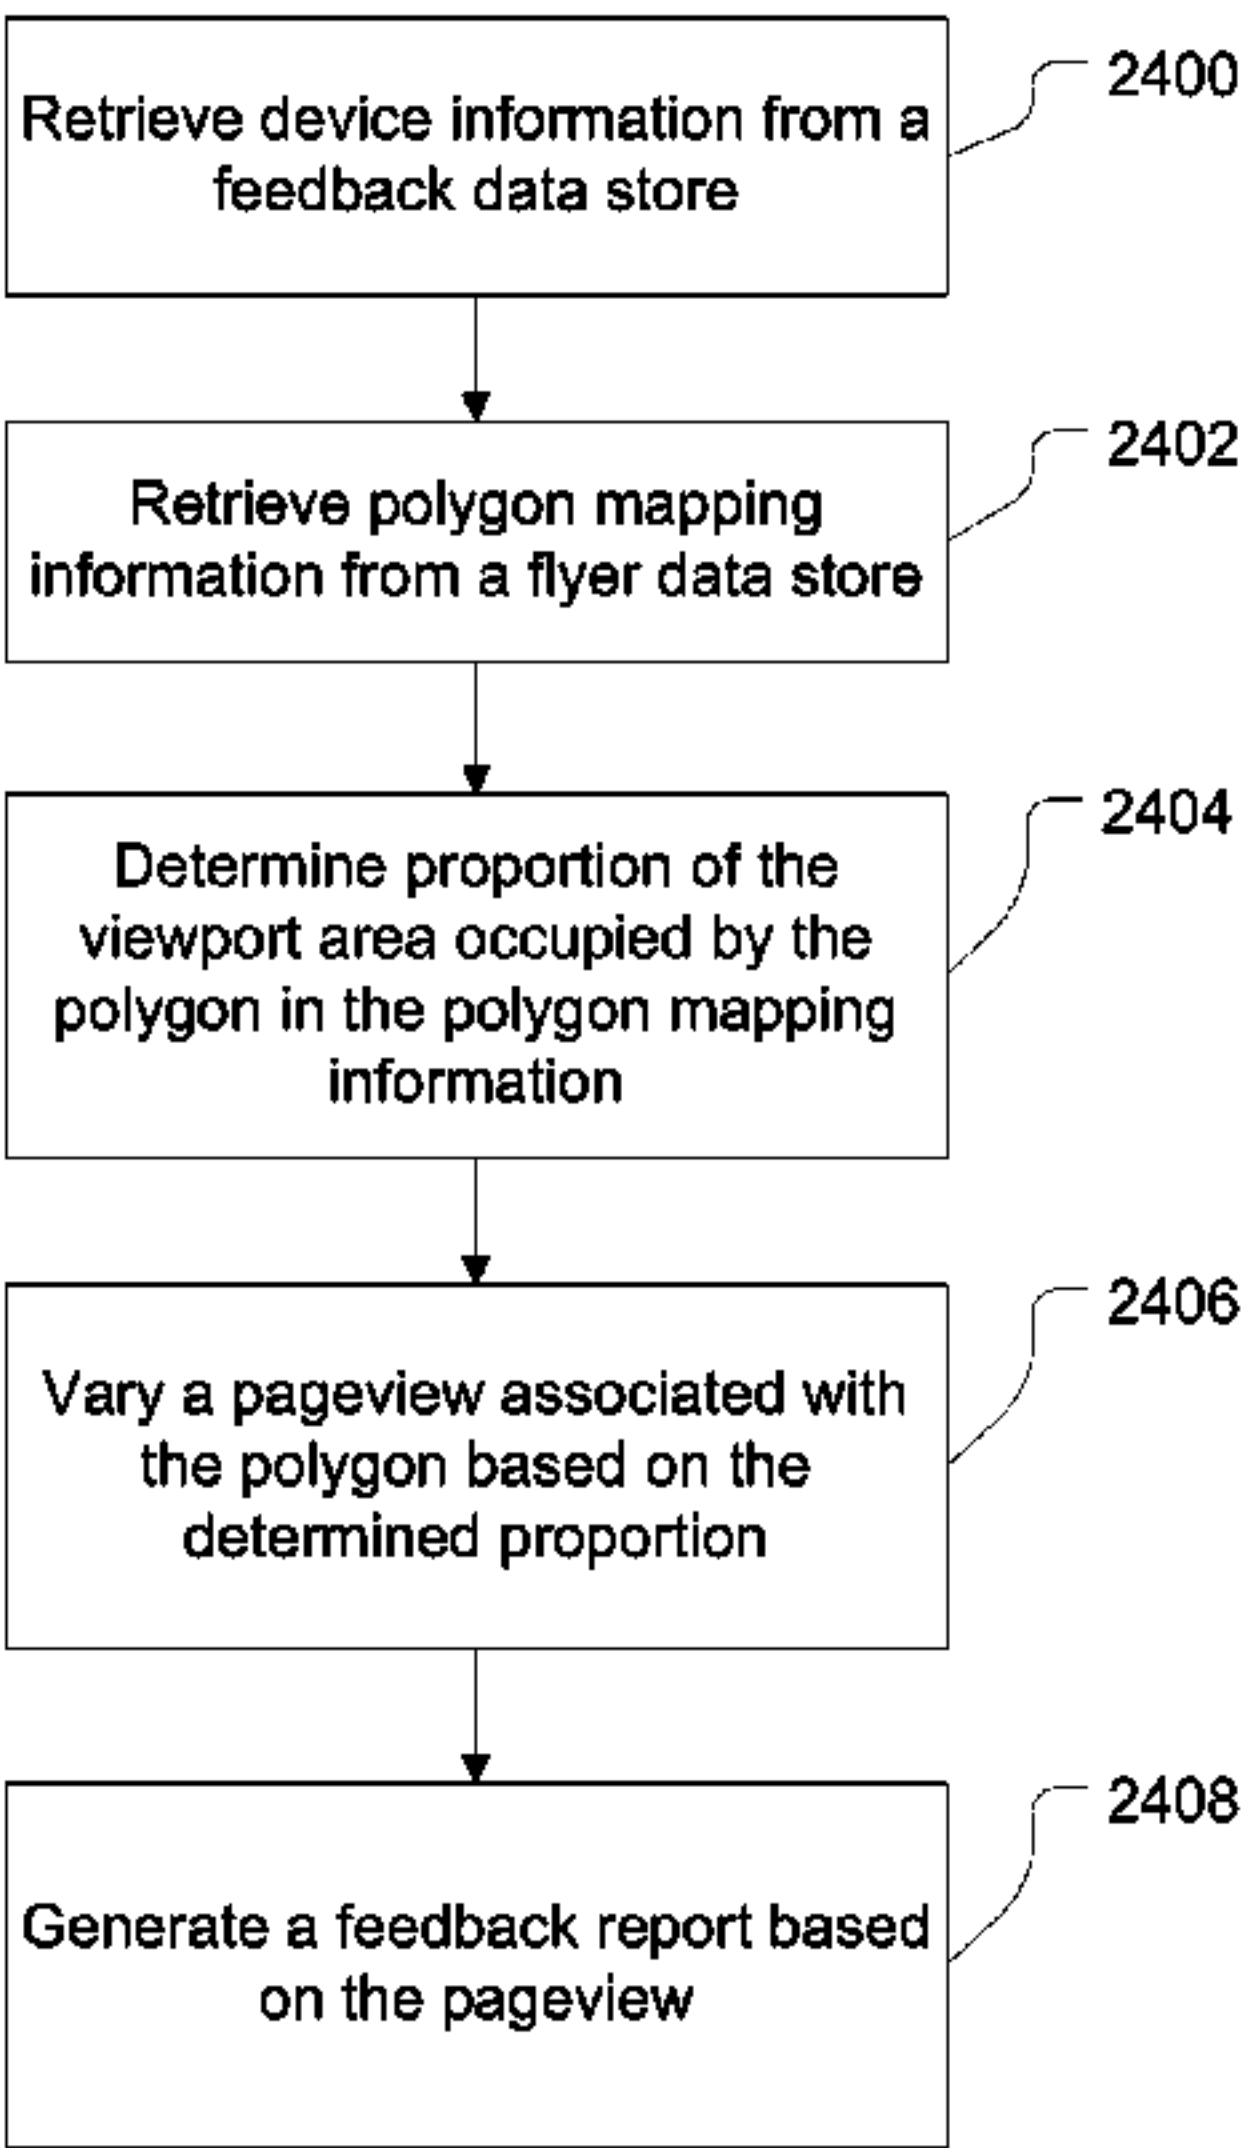 Retrieve device information from a
feedback data store
2400
Retrieve polygon mapping
information from a flyer data store
2402
Determine proportion of the
viewport area occupied by the
polygon in the polygon mapping
information
2404
Vary a pageview associated with
the polygon based on the
determined proportion
2406
Generate a feedback report based
on the pageview
2408